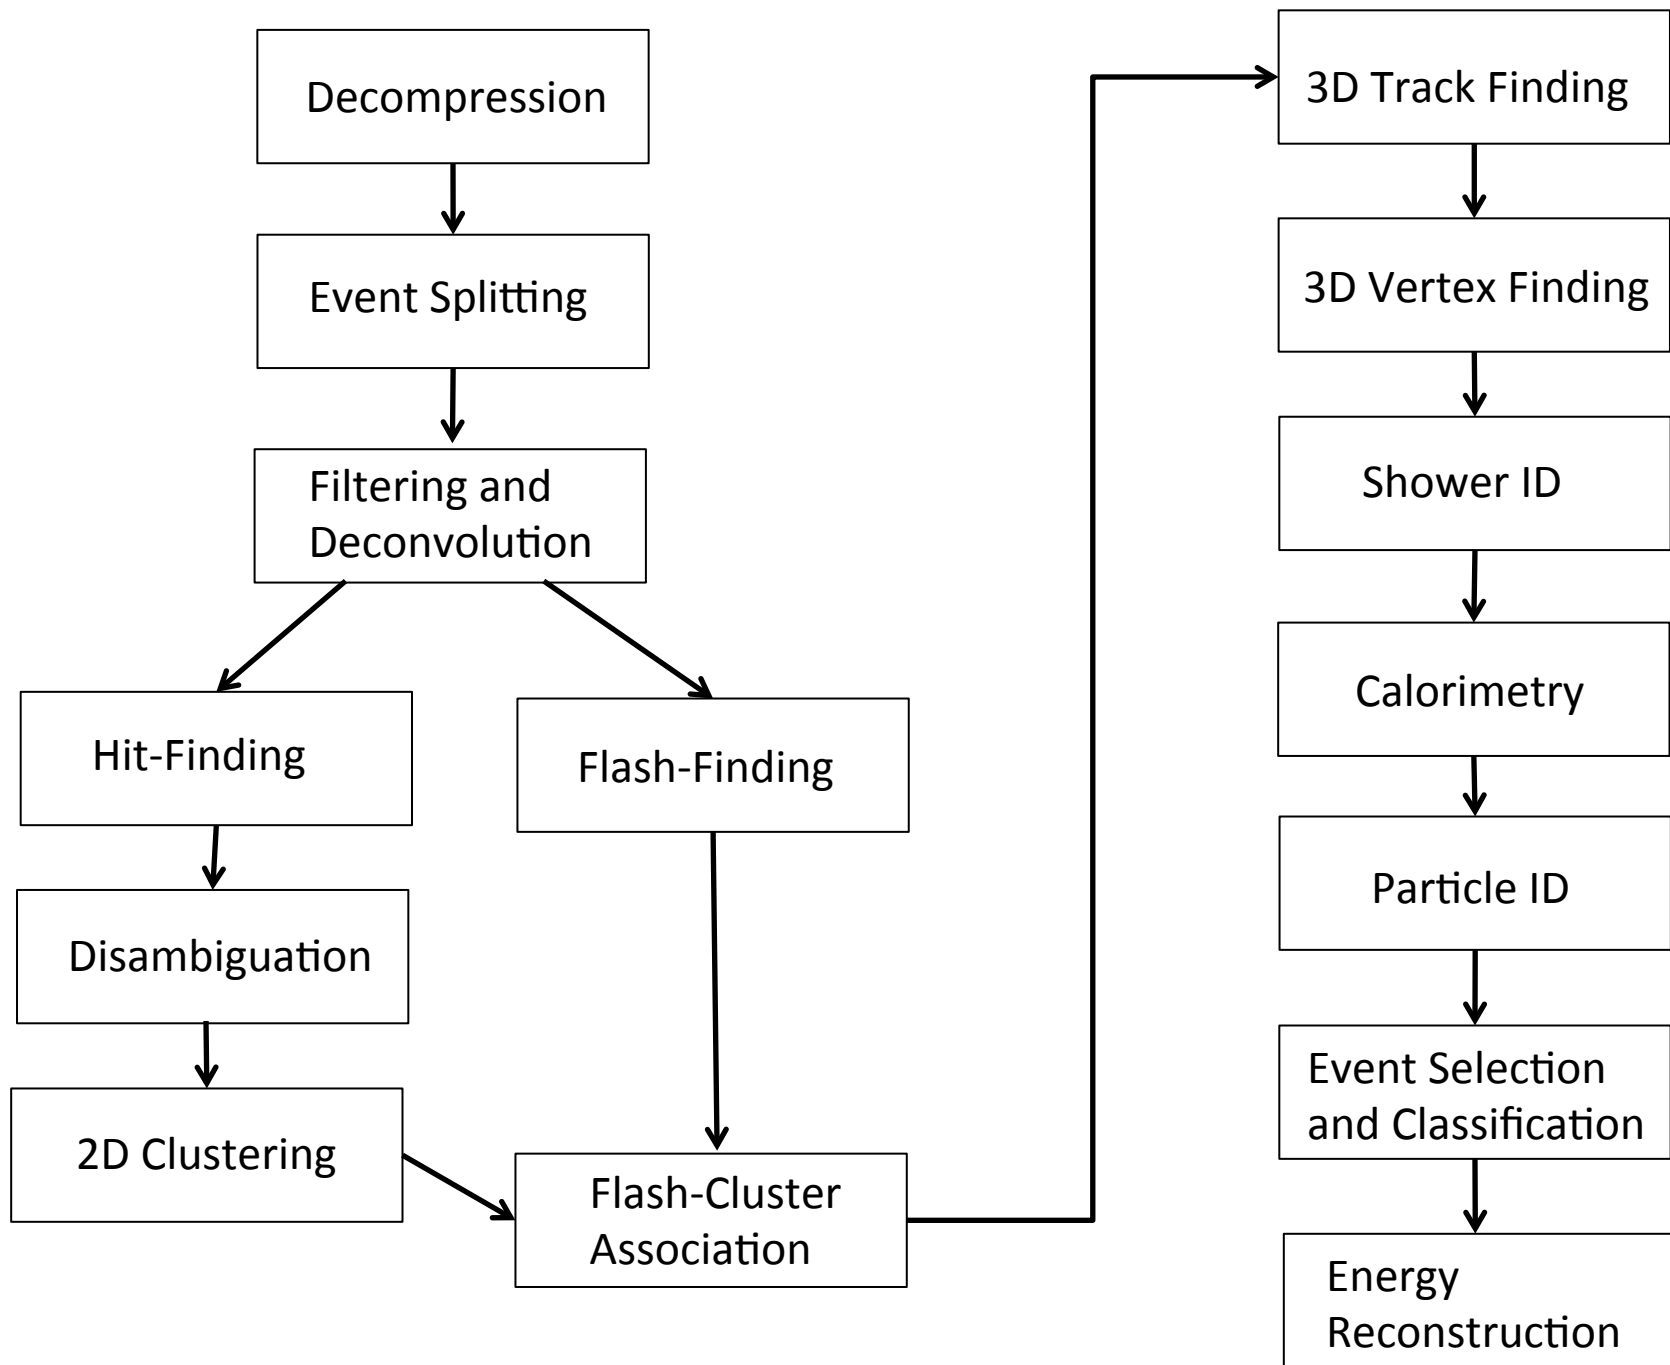 Decompression
Event Splitting
Filtering and
Deconvolution
Hit-Finding
Flash-Finding
Disambiguation
2D Clustering
Flash-Cluster
Association
3D Track Finding
3D Vertex Finding
Shower ID
Calorimetry
Particle ID
Event Selection
and Classification
Energy
Reconstruction